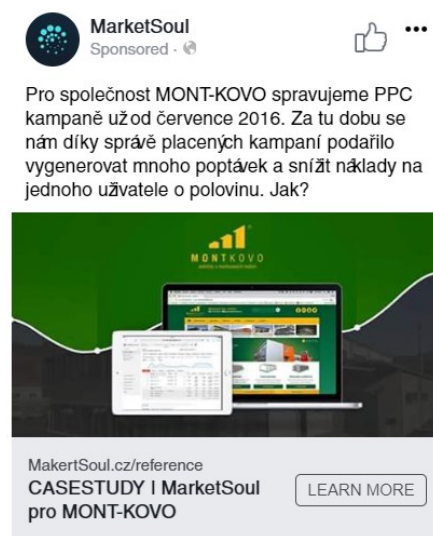 MarketSoul
Sponsored ·
Pro společnost MONT-KOVO spravujeme PPC
kampaně už od července 2016. Za tu dobu se
nám díky správě placených kampaní podařilo
vygenerovat mnoho poptávek a snížit náklady na
jednoho uživatele o polovinu. Jak?
MONTKOVO
MakertSoul.cz/reference
CASESTUDY | MarketSoul
LEARN MORE
pro MONT-KOVO